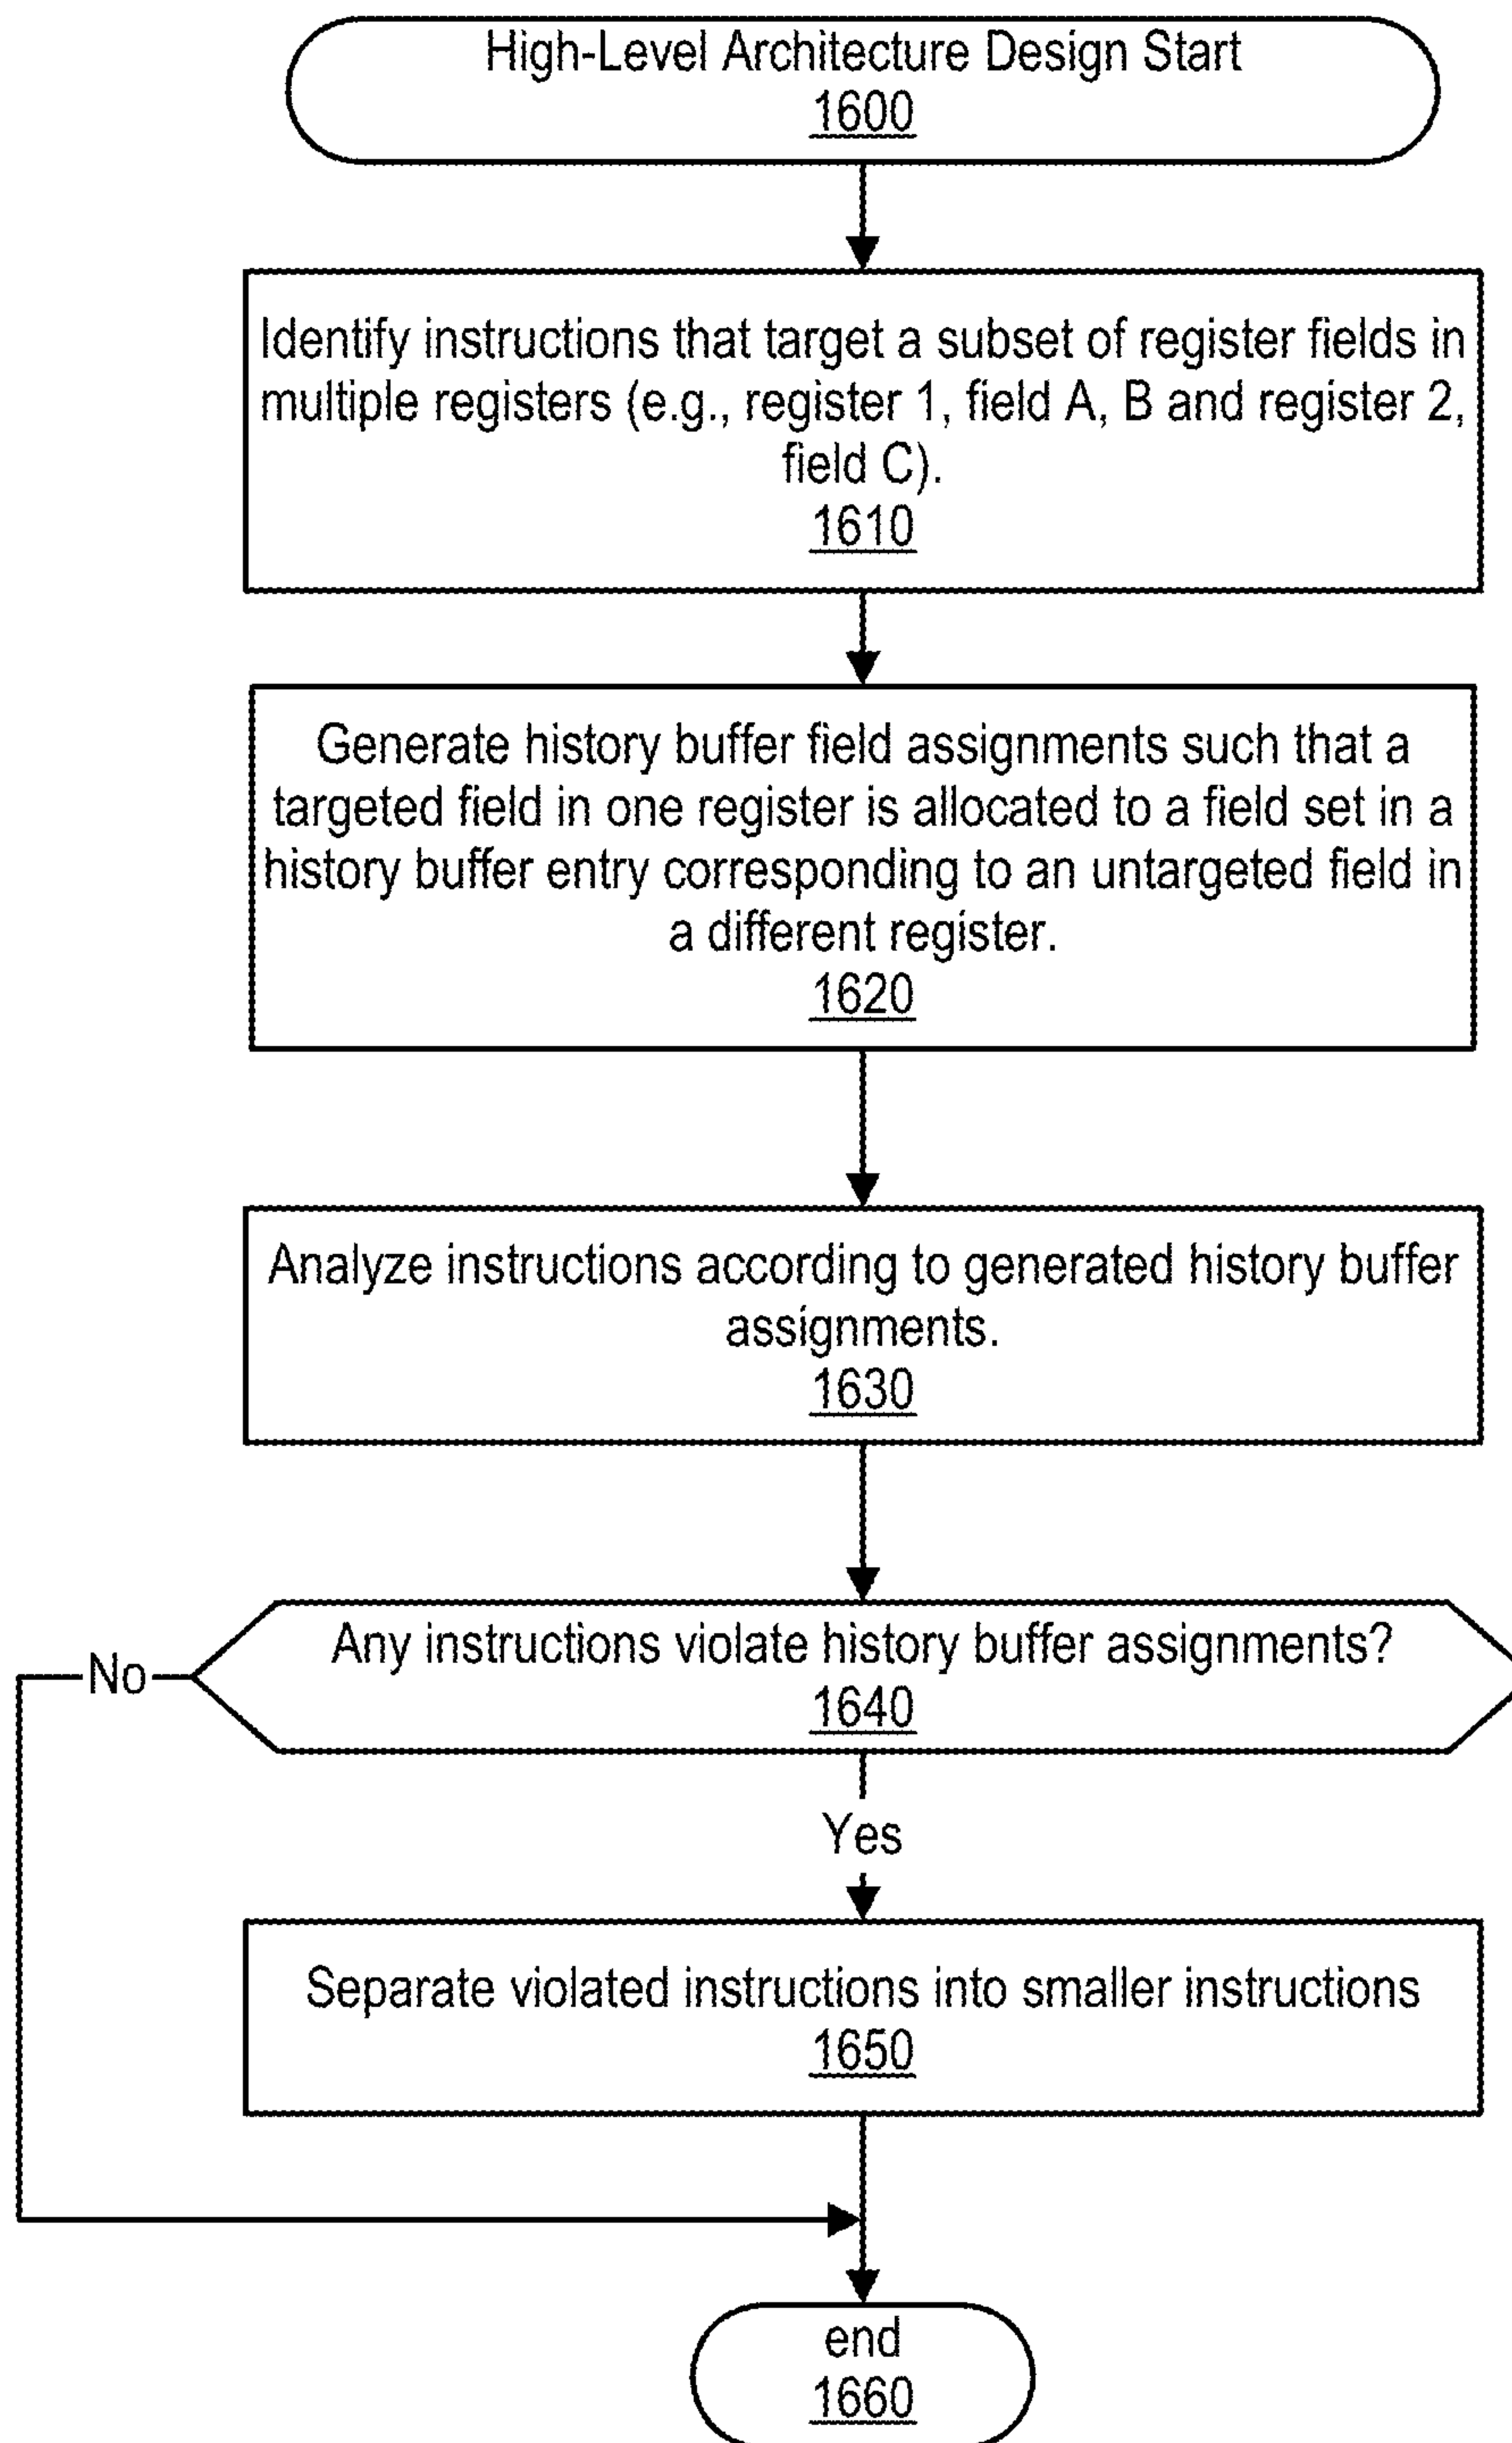 High-Level Architecture Design Start
1600
Identify instructions that target a subset of register fields in
multiple registers (e.g., register 1, field A, B and register 2,
field C).
1610
Generate history buffer field assignments such that a
targeted field in one register is allocated to a field set in a
history buffer entry corresponding to an untargeted field in
a different register.
1620
Analyze instructions according to generated history buffer
assignments.
1630
Any instructions violate history buffer assignments?
1640
No
Yes
Separate violated instructions into smaller instructions
1650
end
1660